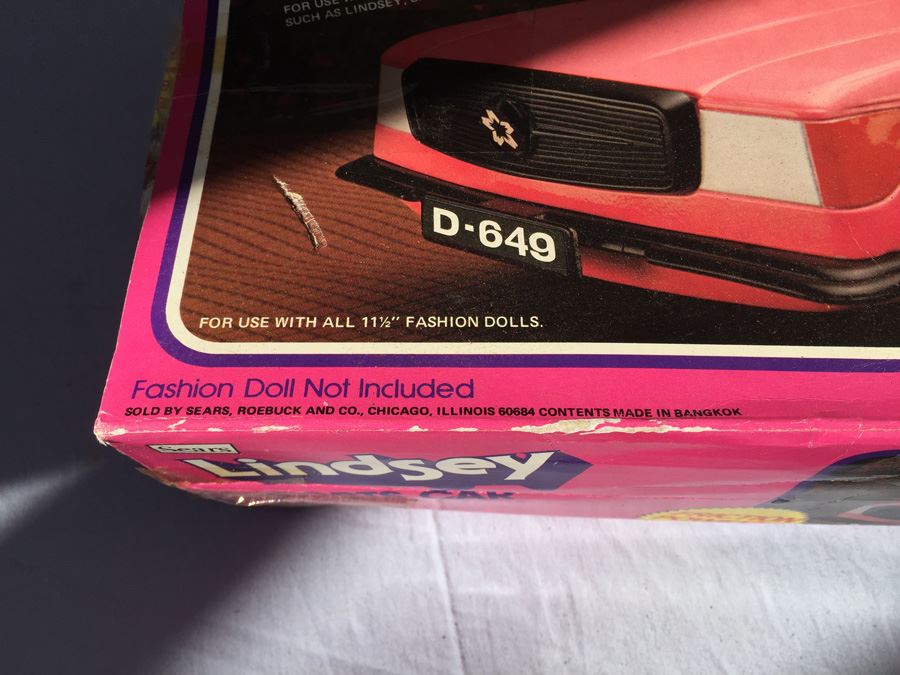 FOR USE
SUCH AS LINDSEY,
D-649
FOR USE WITH ALL 11½" FASHION DOLLS.
Fashion Doll Not Included
SOLD BY SEARS, ROEBUCK AND CO., CHICAGO, ILLINOIS 60684 CONTENTS MADE IN BANGKOK
Sears
Lindsey
CAR